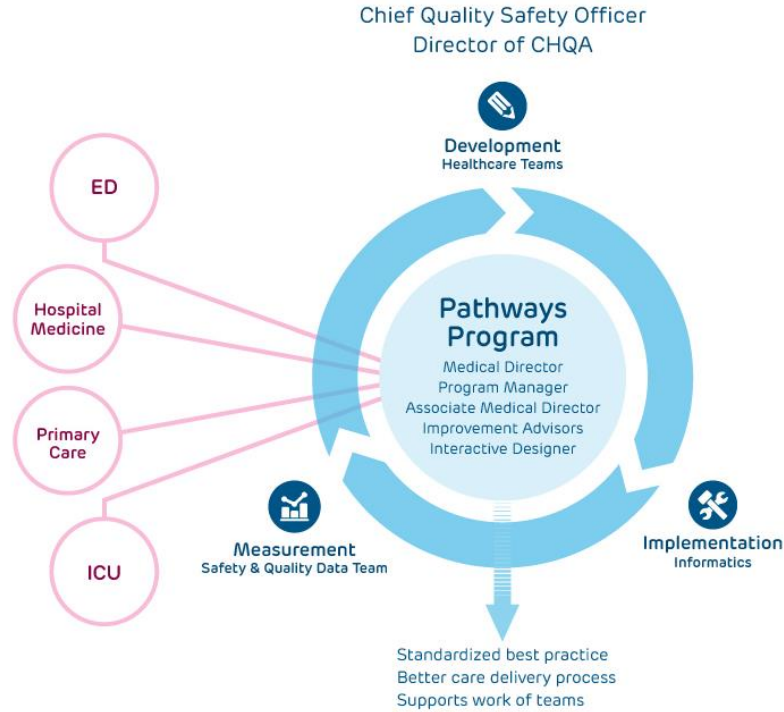 Chief Quality Safety Officer
Director of CHQA
Development
Healthcare Teams
ED
Hospital
Medicine
Primary
Care
ICU
Pathways
Program
Medical Director
Program Manager
Associate Medical Director
Improvement Advisors
Interactive Designer
Measurement
Safety & Quality Data Team
Implementation
Informatics
Standardized best practice
Better care delivery process
Supports work of teams